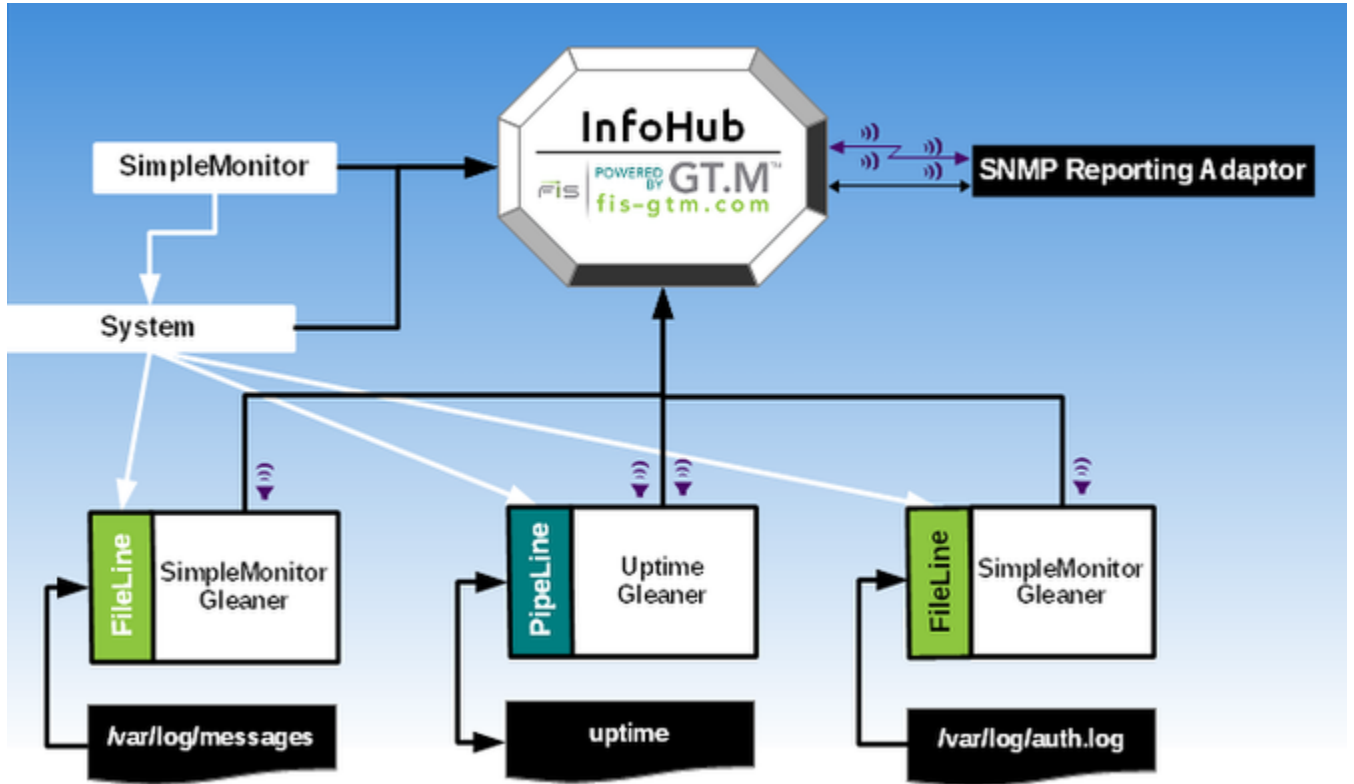 InfoHub
FIS
POWERED BY GT.M™
fis-gtm.com
SimpleMonitor
SNMP Reporting Adaptor
System
FileLine
SimpleMonitor
Gleaner
PipeLine
Uptime
Gleaner
FileLine
SimpleMonitor
Gleaner
/var/log/messages
uptime
/var/log/auth.log